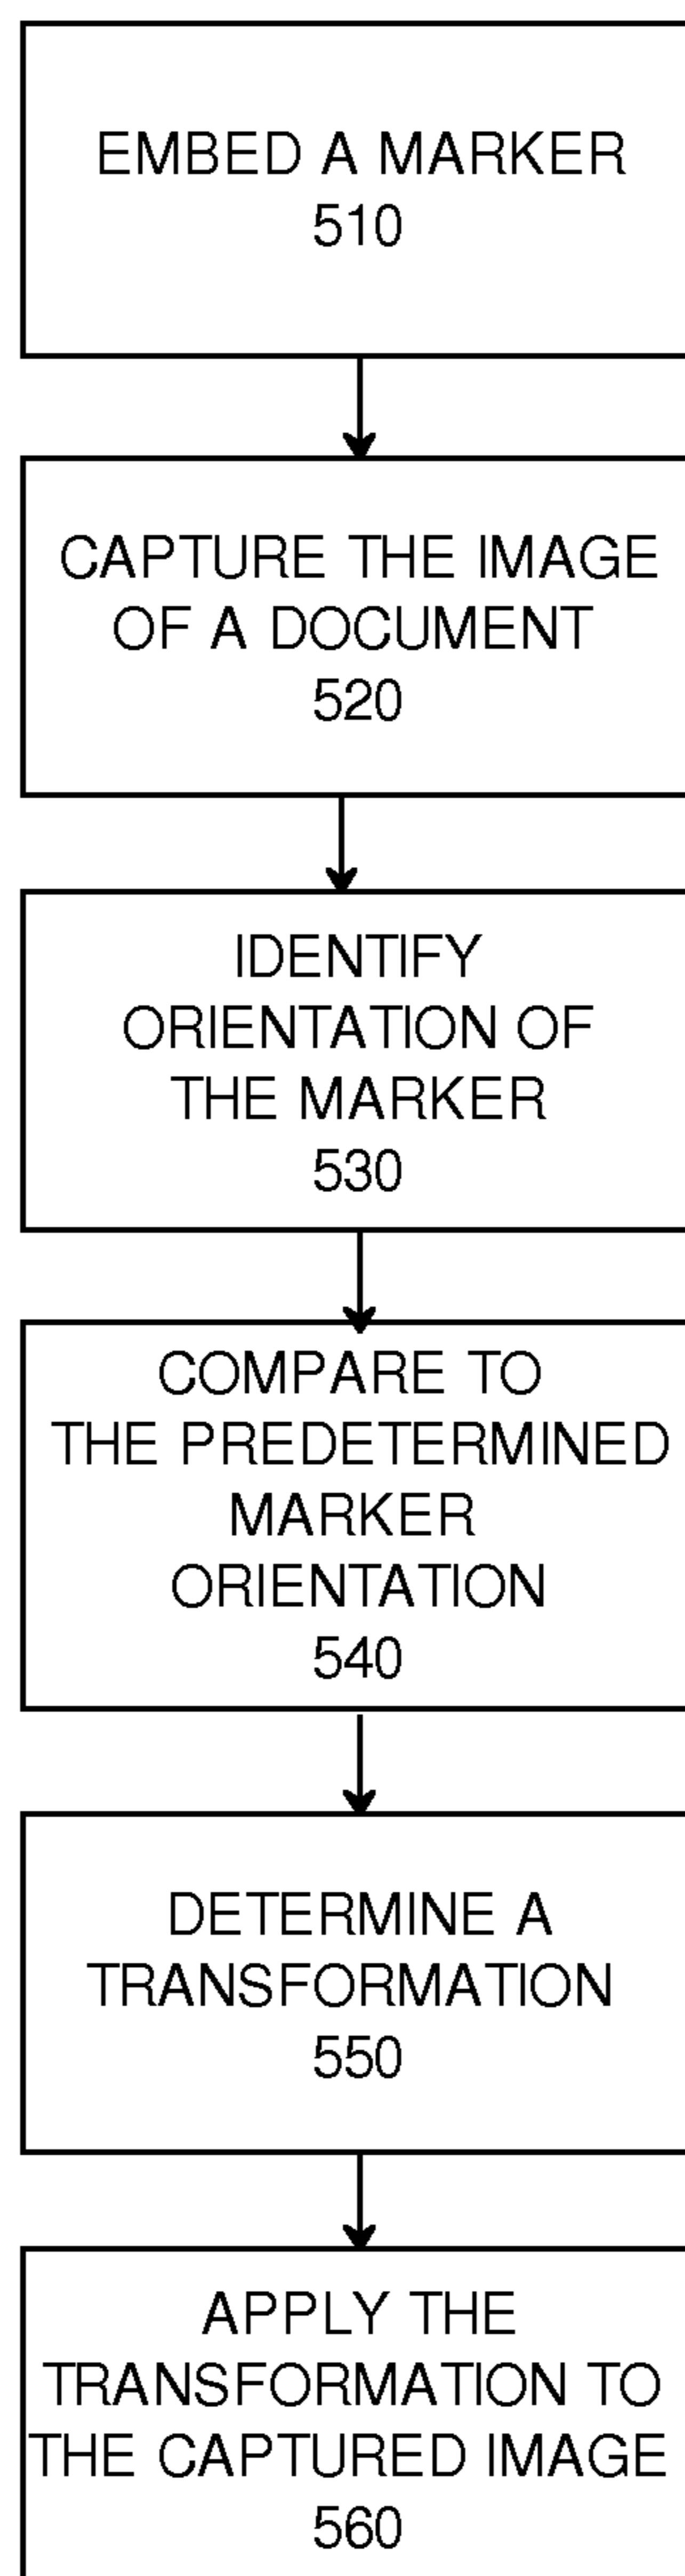 EMBED A MARKER
510
CAPTURE THE IMAGE
OF A DOCUMENT
520
IDENTIFY
ORIENTATION OF
THE MARKER
530
COMPARE TO
THE PREDETERMINED
MARKER
ORIENTATION
540
DETERMINE A
TRANSFORMATION
550
APPLY THE
TRANSFORMATION TO
THE CAPTURED IMAGE
560